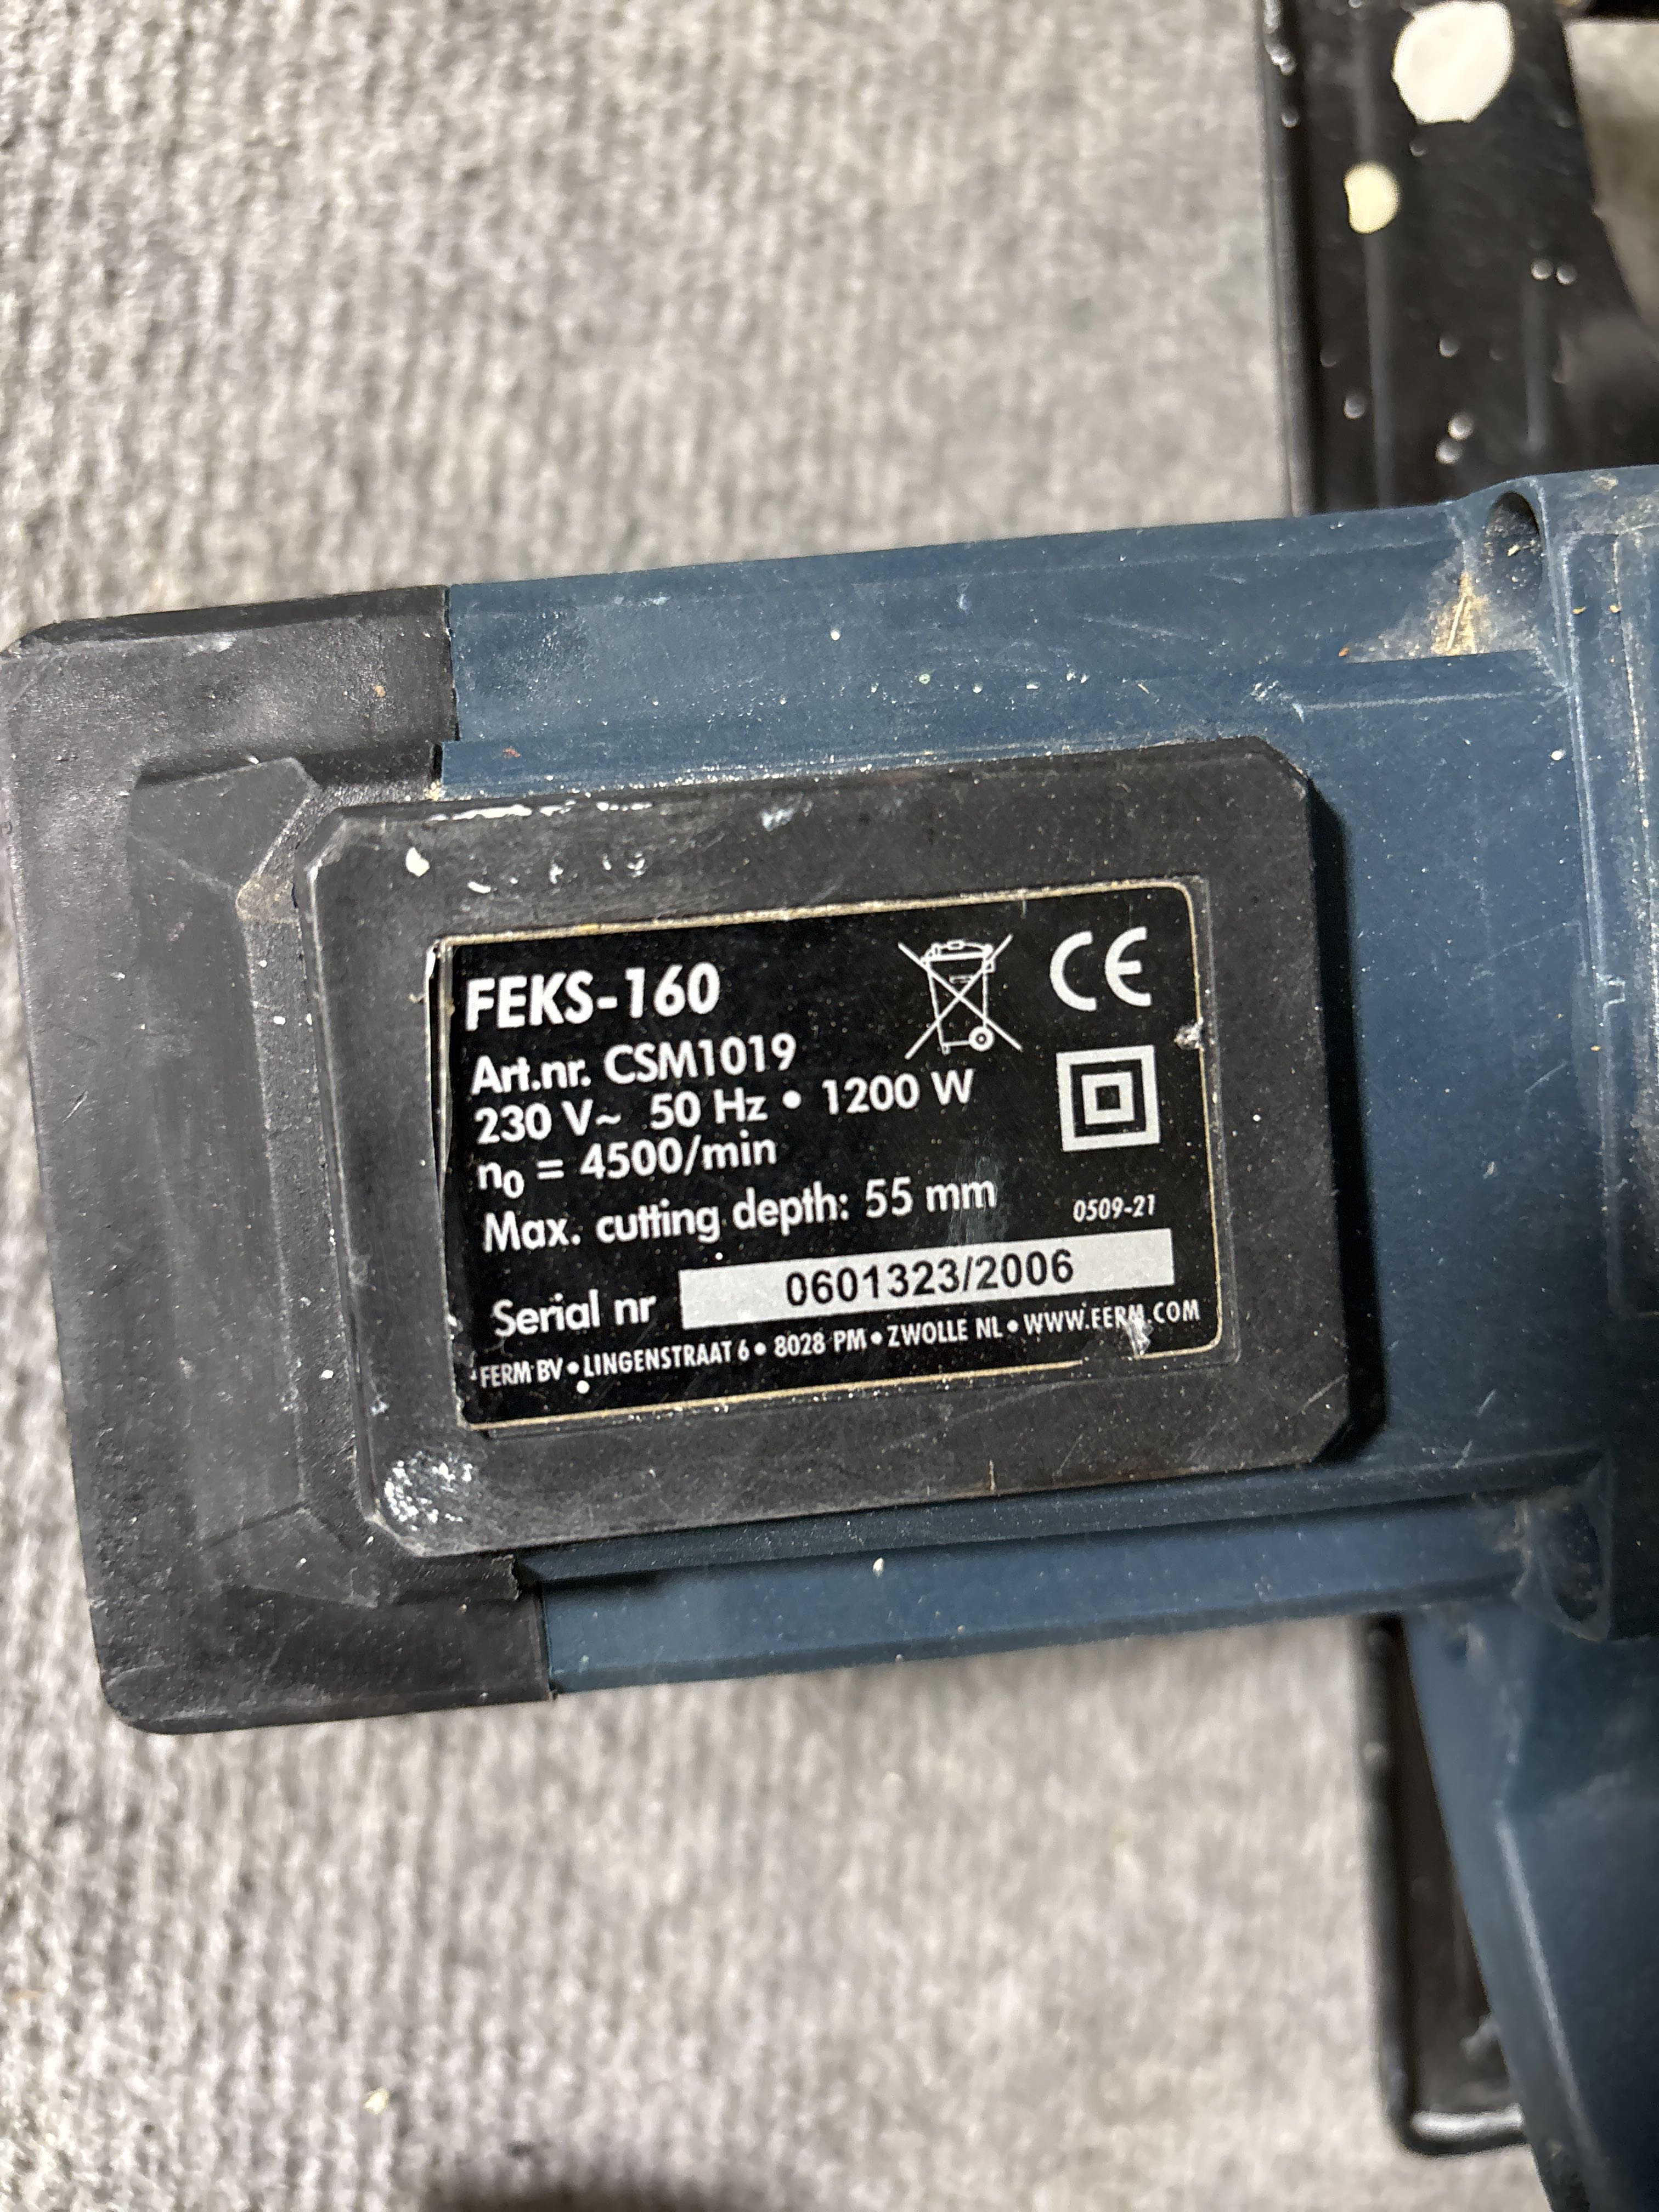 FEKS-160
CE
Art.nr. CSM1019
230 V~ 50 Hz • 1200 W
n0 = 4500/min
Max. cutting depth: 55 mm
0509-21
Serial nr 0601323/2006
FERM BV • LINGENSTRAAT 6 • 8028 PM • ZWOLLE NL • WWW.FERM.COM